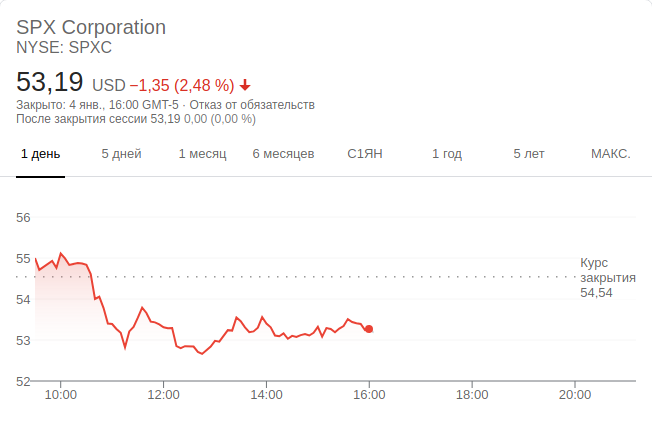 SPX Corporation
NYSE: SPXC
53,19 USD −1,35 (2,48 %)
Закрыто: 4 янв., 16:00 GMT-5 · Отказ от обязательств
После закрытия сессии 53,19 0,00 (0,00 %)
1 день 5 дней 1 месяц 6 месяцев С1ЯН 1 год 5 лет МАКС.
56
55
54
53
52
Курс
закрытия
54,54
10:00 12:00 14:00 16:00 18:00 20:00